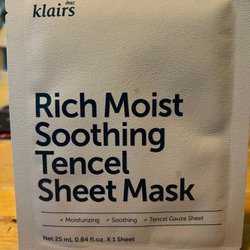 dear,
klairs
Rich Moist
Soothing
Tencel
Sheet Mask
✓ Moisturizing ✓ Soothing ✓ Tencel Gauze Sheet
Net 25 mL 0.84 fl.oz. X 1 Sheet